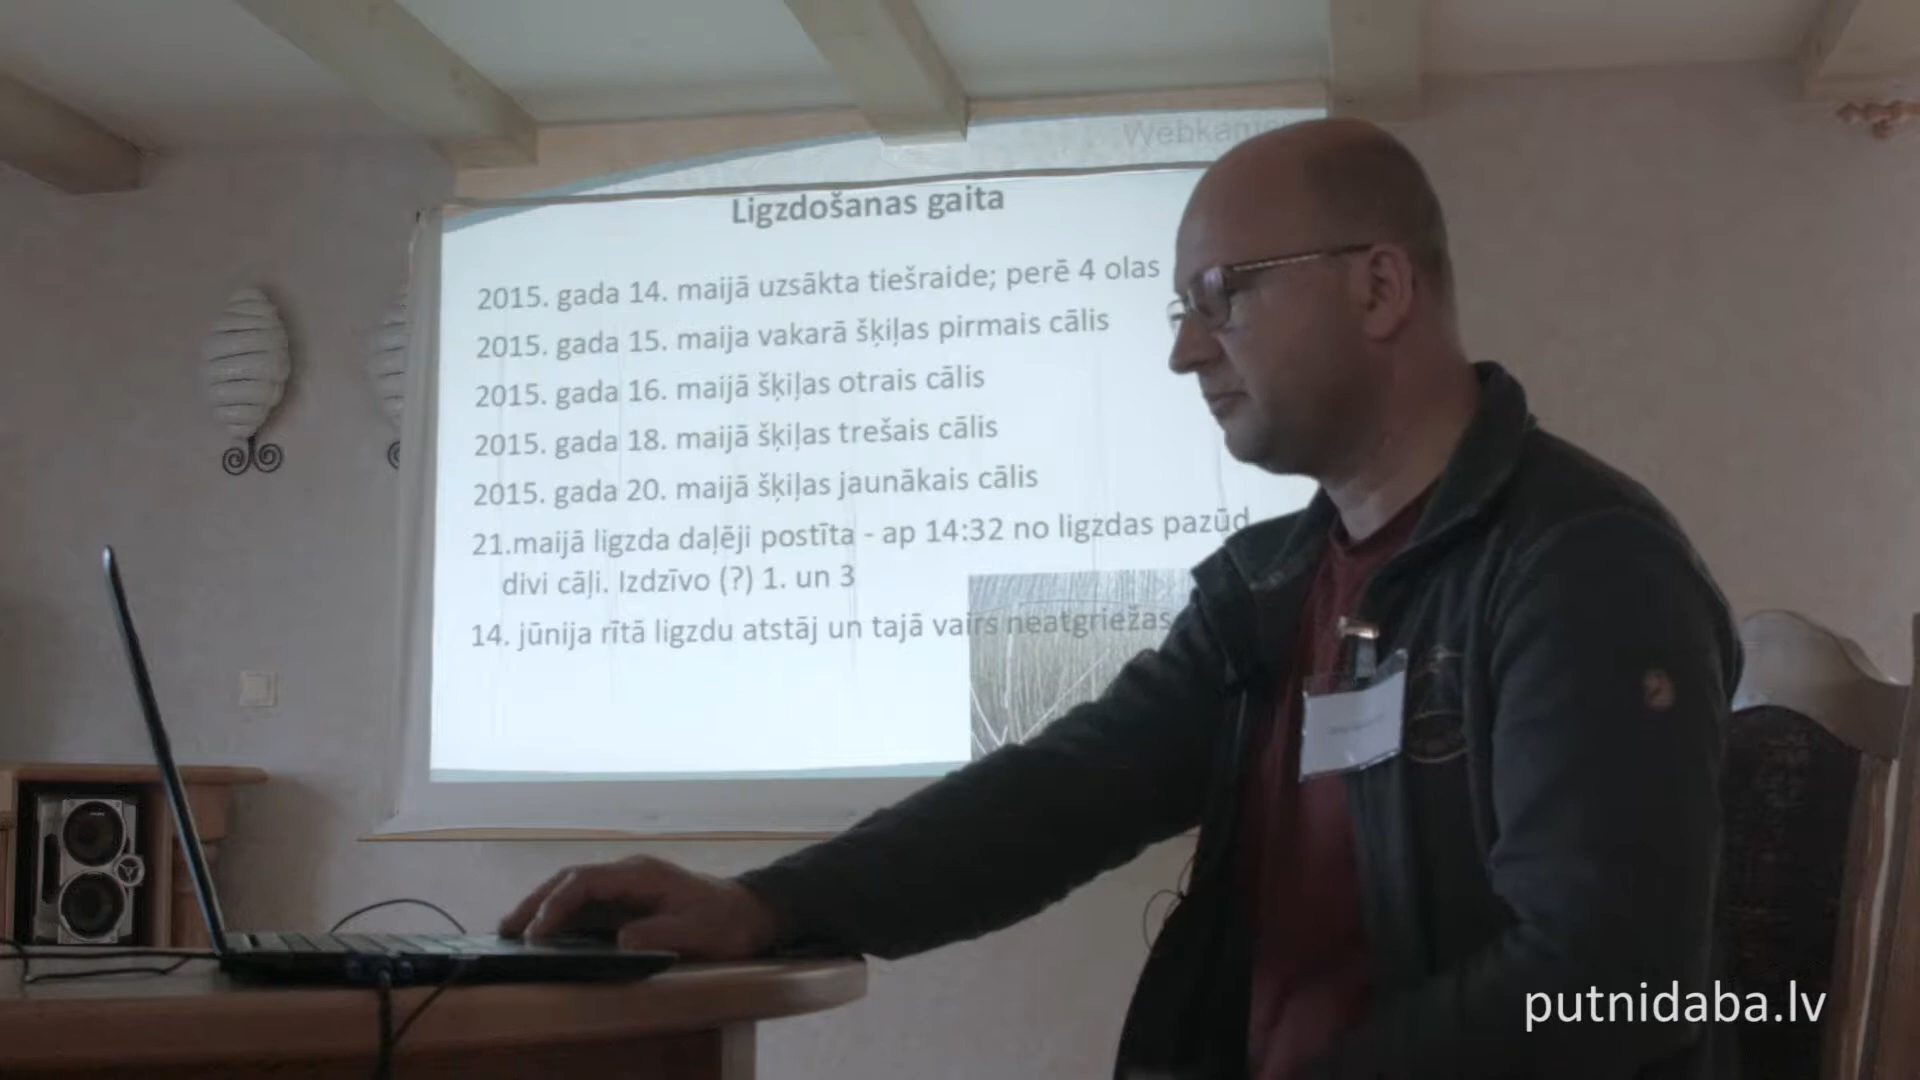 Ligzdošanas gaita
2015. gada 14. maijā uzsākta tiešraide; perē 4 olas
2015. gada 15. maija vakarā šķiļas pirmais cālis
2015. gada 16. maijā šķiļas otrais cālis
2015. gada 18. maijā šķiļas trešais cālis
2015. gada 20. maijā šķiļas jaunākais cālis
21.maijā ligzda daļēji postīta - ap 14:32 no ligzdas pazūd
divi cāļi. Izdzīvo (?) 1. un 3
14. jūnija rītā ligzdu atstāj un tajā vairs neatgriežas
putnidaba.lv